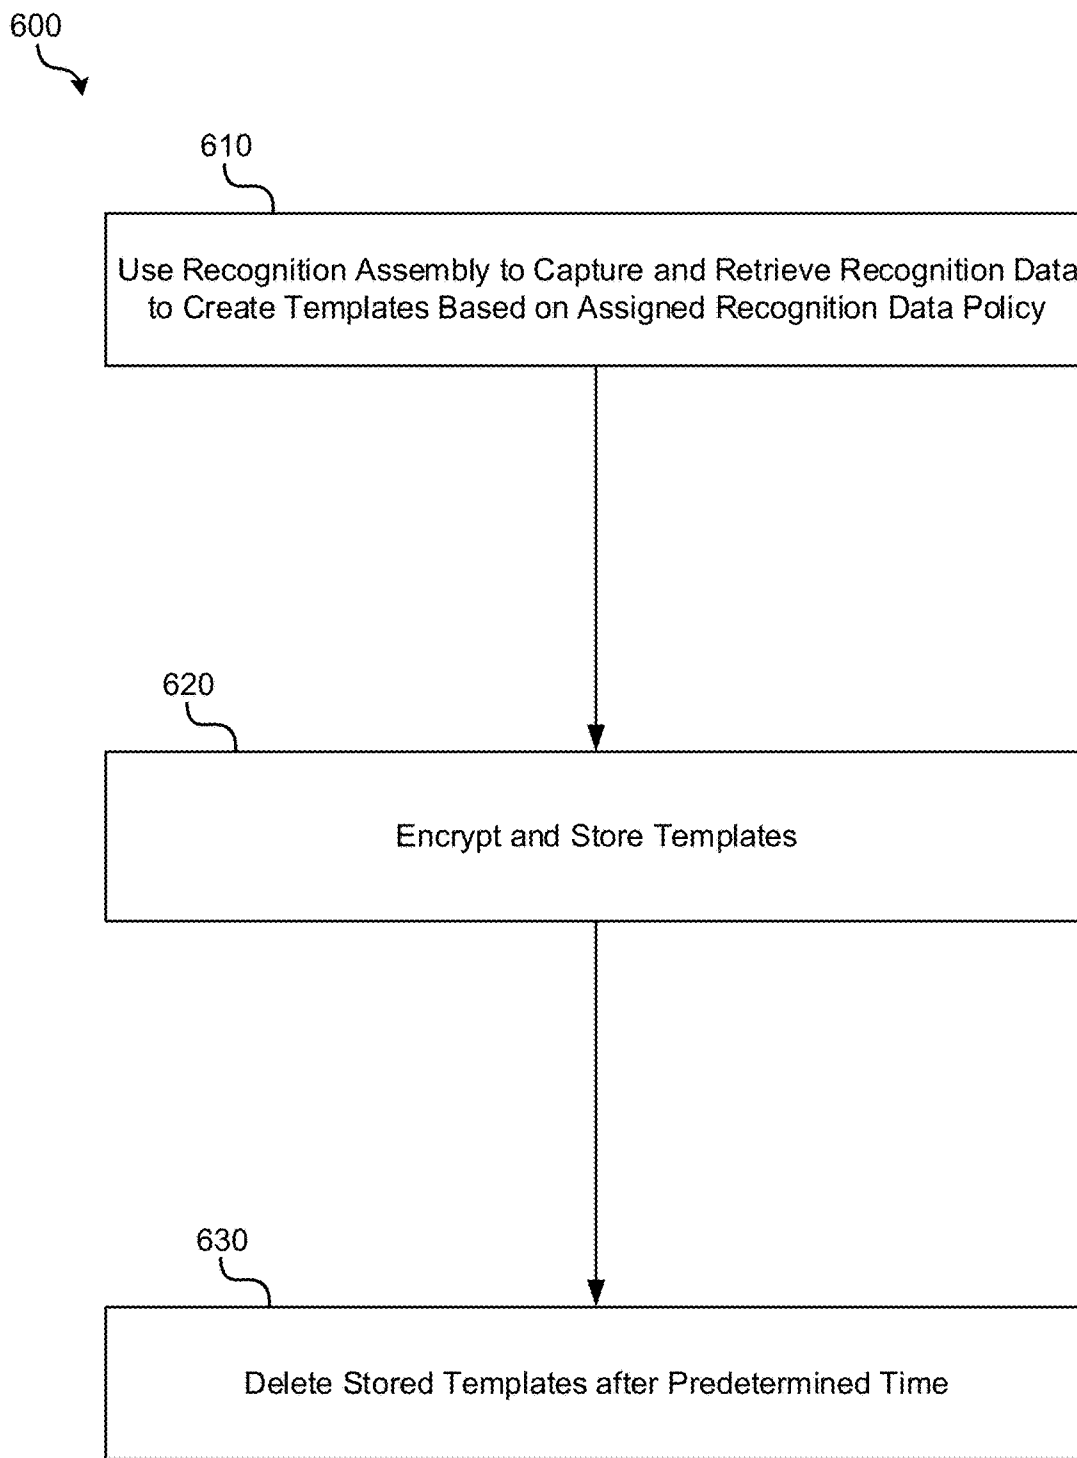 600
610
Use Recognition Assembly to Capture and Retrieve Recognition Data
to Create Templates Based on Assigned Recognition Data Policy
620
Encrypt and Store Templates
630
Delete Stored Templates after Predetermined Time